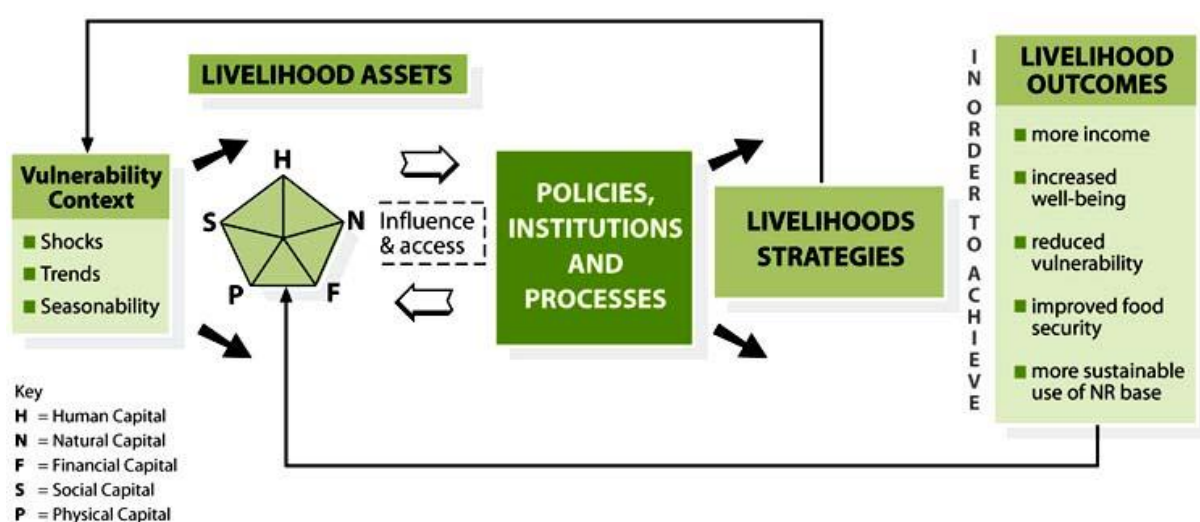 LIVELIHOOD ASSETS
Vulnerability
Context
Shocks
Trends
Seasonability
H
S
N
P
F
Influence
& access
POLICIES,
INSTITUTIONS
AND
PROCESSES
LIVELIHOODS
STRATEGIES
IN ORDER TO ACHIEVE
LIVELIHOOD
OUTCOMES
more income
increased
well-being
reduced
vulnerability
improved food
security
more sustainable
use of NR base
Key
H = Human Capital
N = Natural Capital
F = Financial Capital
S = Social Capital
P = Physical Capital